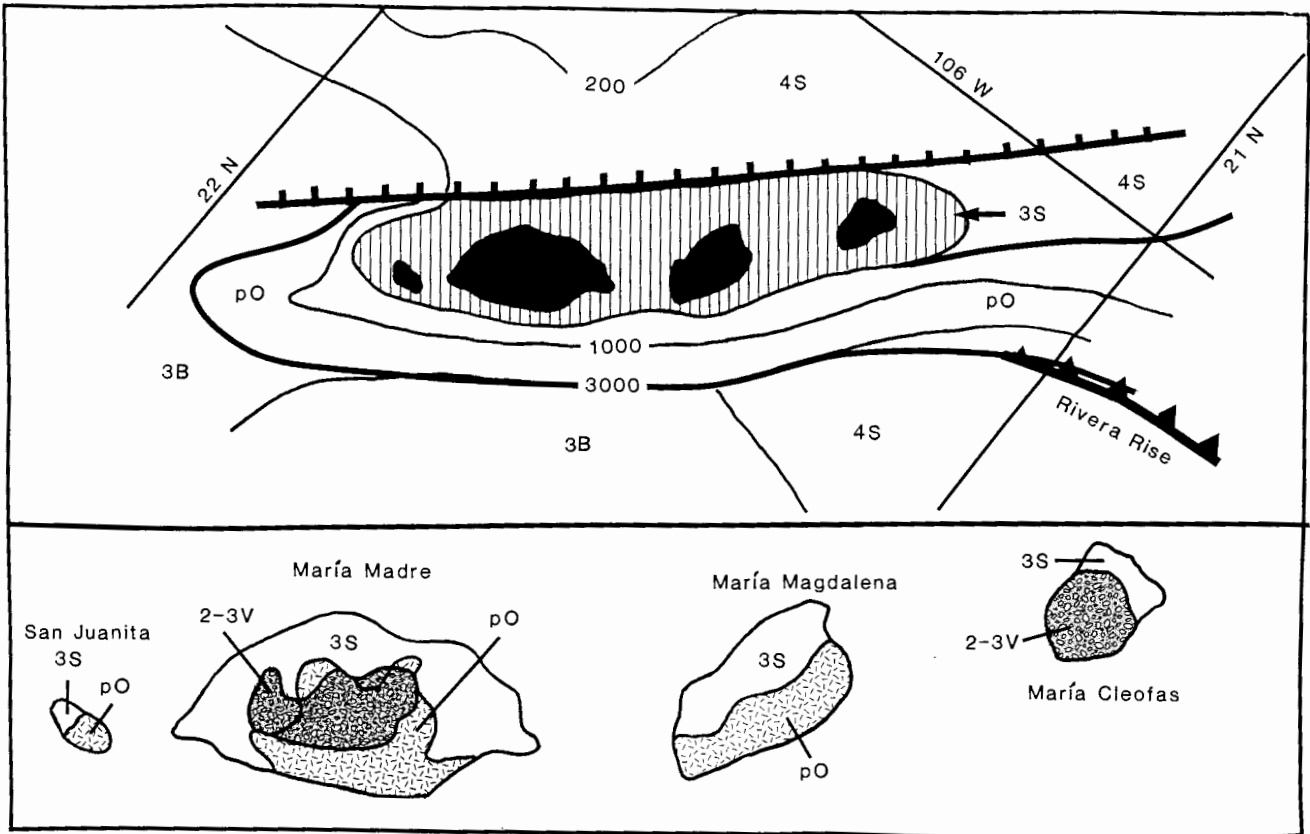 200
4S
106 W
22 N
21 N
4S
3S
pO
pO
1000
3B
3000
4S
3B
Rivera Rise
María Madre
María Magdalena
3S
2-3V
pO
San Juanita
3S
3S
pO
3S
2-3V
María Cleofas
pO